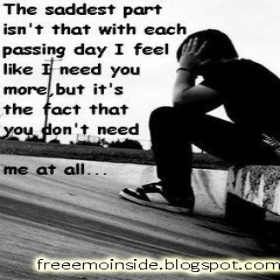 The saddest part
isn't that with each
passing day I feel
like I need you
more,but it's
the fact that
you don't need
me at all...
freeemoinside.blogspot.com